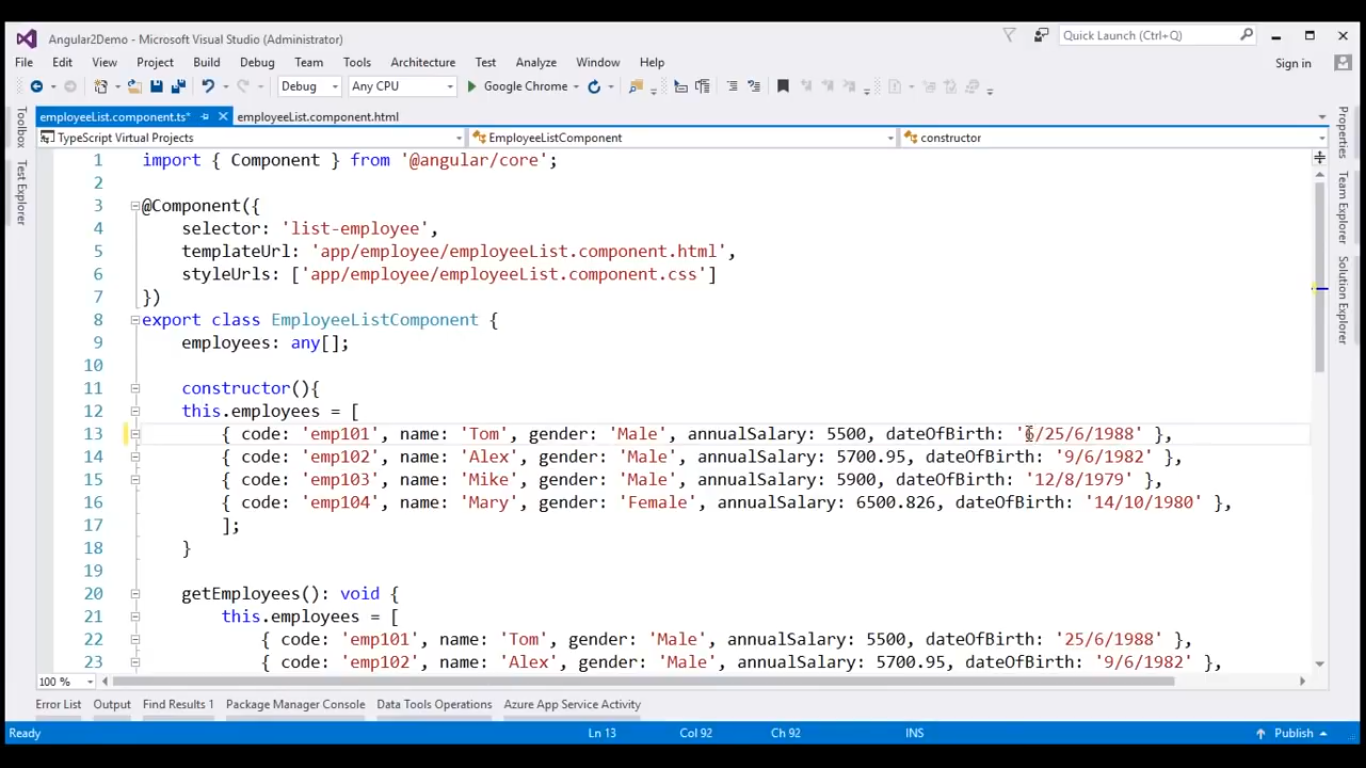 Angular2Demo - Microsoft Visual Studio (Administrator)
Quick Launch (Ctrl+Q)
File Edit View Project Build Debug Team Tools Architecture Test Analyze Window Help
Sign in
Debug Any CPU Google Chrome
employeeList.component.ts* employeeList.component.html
TypeScript Virtual Projects EmployeeListComponent constructor
Toolbox
Test Explorer
Properties
Team Explorer
Solution Explorer
1 import { Component } from '@angular/core';
2
3 @Component({
4 selector: 'list-employee',
5 templateUrl: 'app/employee/employeeList.component.html',
6 styleUrls: ['app/employee/employeeList.component.css']
7 })
8 export class EmployeeListComponent {
9 employees: any[];
10
11 constructor(){
12 this.employees = [
13 { code: 'emp101', name: 'Tom', gender: 'Male', annualSalary: 5500, dateOfBirth: '6/25/6/1988' },
14 { code: 'emp102', name: 'Alex', gender: 'Male', annualSalary: 5700.95, dateOfBirth: '9/6/1982' },
15 { code: 'emp103', name: 'Mike', gender: 'Male', annualSalary: 5900, dateOfBirth: '12/8/1979' },
16 { code: 'emp104', name: 'Mary', gender: 'Female', annualSalary: 6500.826, dateOfBirth: '14/10/1980' },
17 ];
18 }
19
20 getEmployees(): void {
21 this.employees = [
22 { code: 'emp101', name: 'Tom', gender: 'Male', annualSalary: 5500, dateOfBirth: '25/6/1988' },
23 { code: 'emp102', name: 'Alex', gender: 'Male', annualSalary: 5700.95, dateOfBirth: '9/6/1982' },
100 %
Error List Output Find Results 1 Package Manager Console Data Tools Operations Azure App Service Activity
Ready Ln 13 Col 92 Ch 92 INS Publish